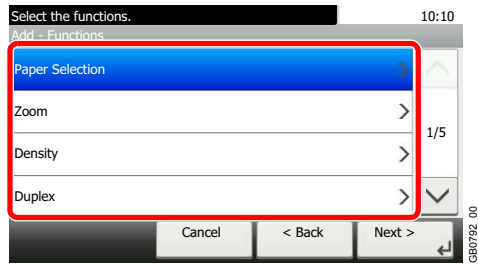 Select the functions.
10:10
Add - Functions
Paper Selection
Zoom
1/5
Density
Duplex
Cancel
< Back
Next >
GB0792_00